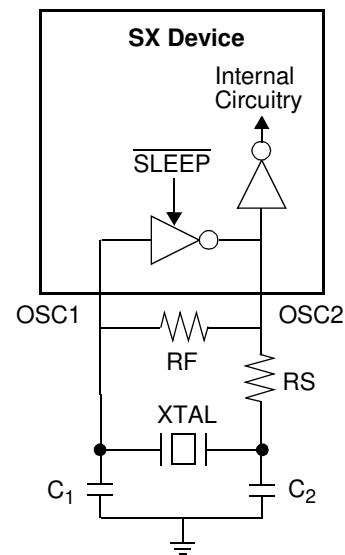 SX Device
Internal
Circuitry
SLEEP
OSC1
OSC2
RF
RS
XTAL
C1
C2